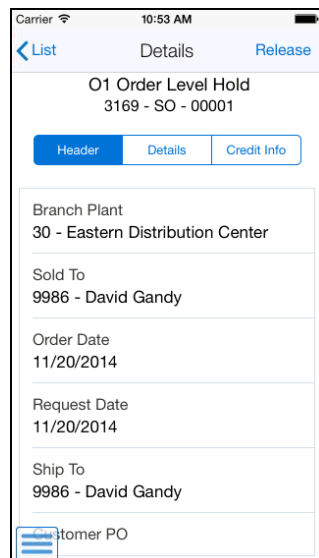 Carrier 10:53 AM
List Details Release
O1 Order Level Hold
3169 - SO - 00001
Header Details Credit Info
Branch Plant
30 - Eastern Distribution Center
Sold To
9986 - David Gandy
Order Date
11/20/2014
Request Date
11/20/2014
Ship To
9986 - David Gandy
Customer PO